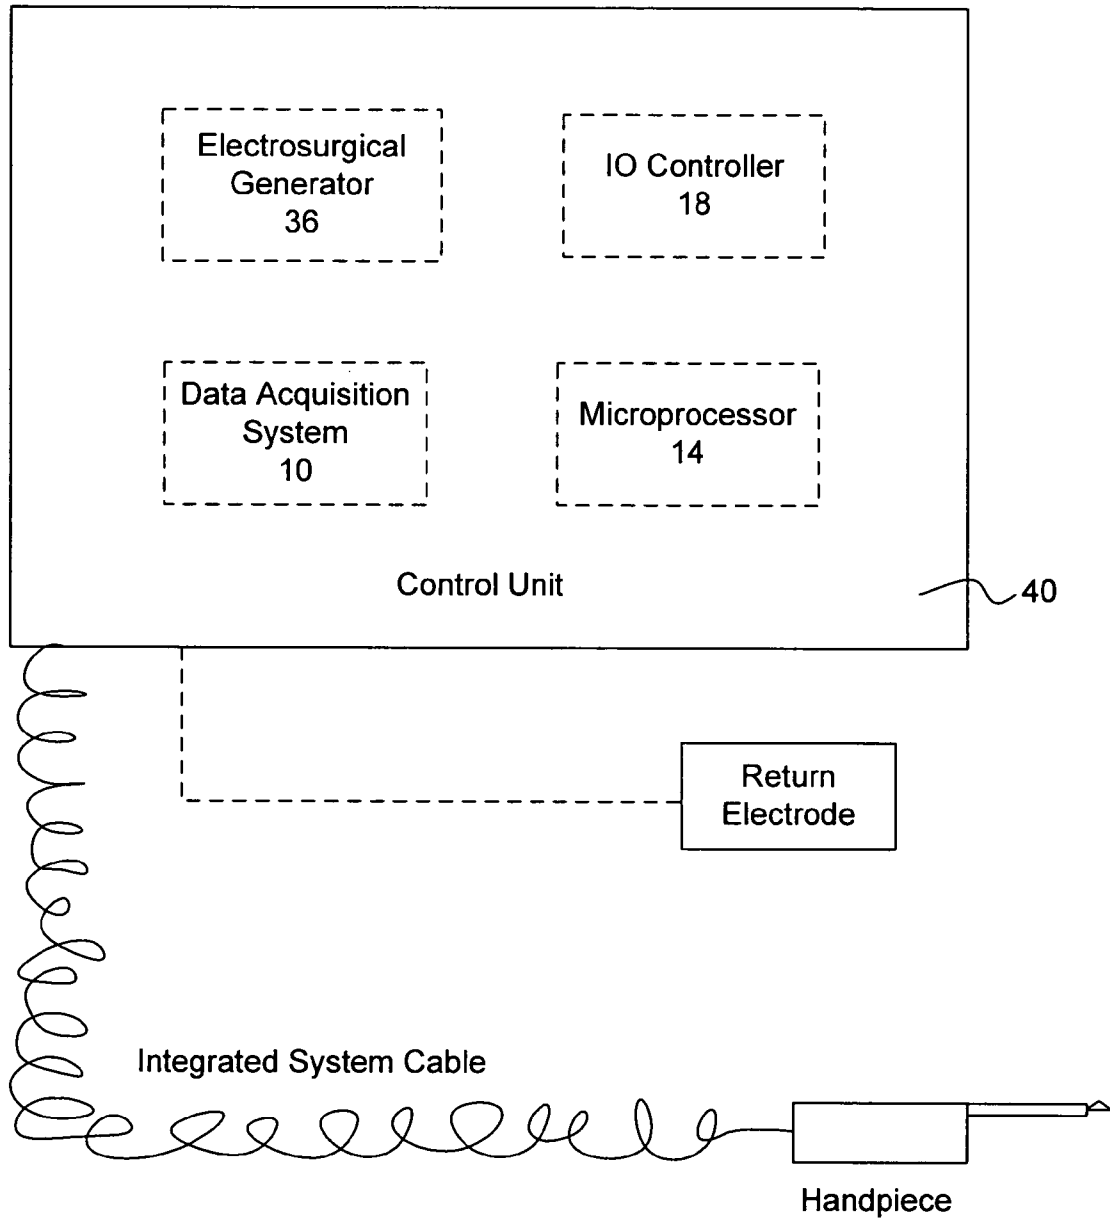 Electrosurgical
Generator
36
IO Controller
18
Data Acquisition
System
10
Microprocessor
14
Control Unit
40
Return
Electrode
Integrated System Cable
Handpiece